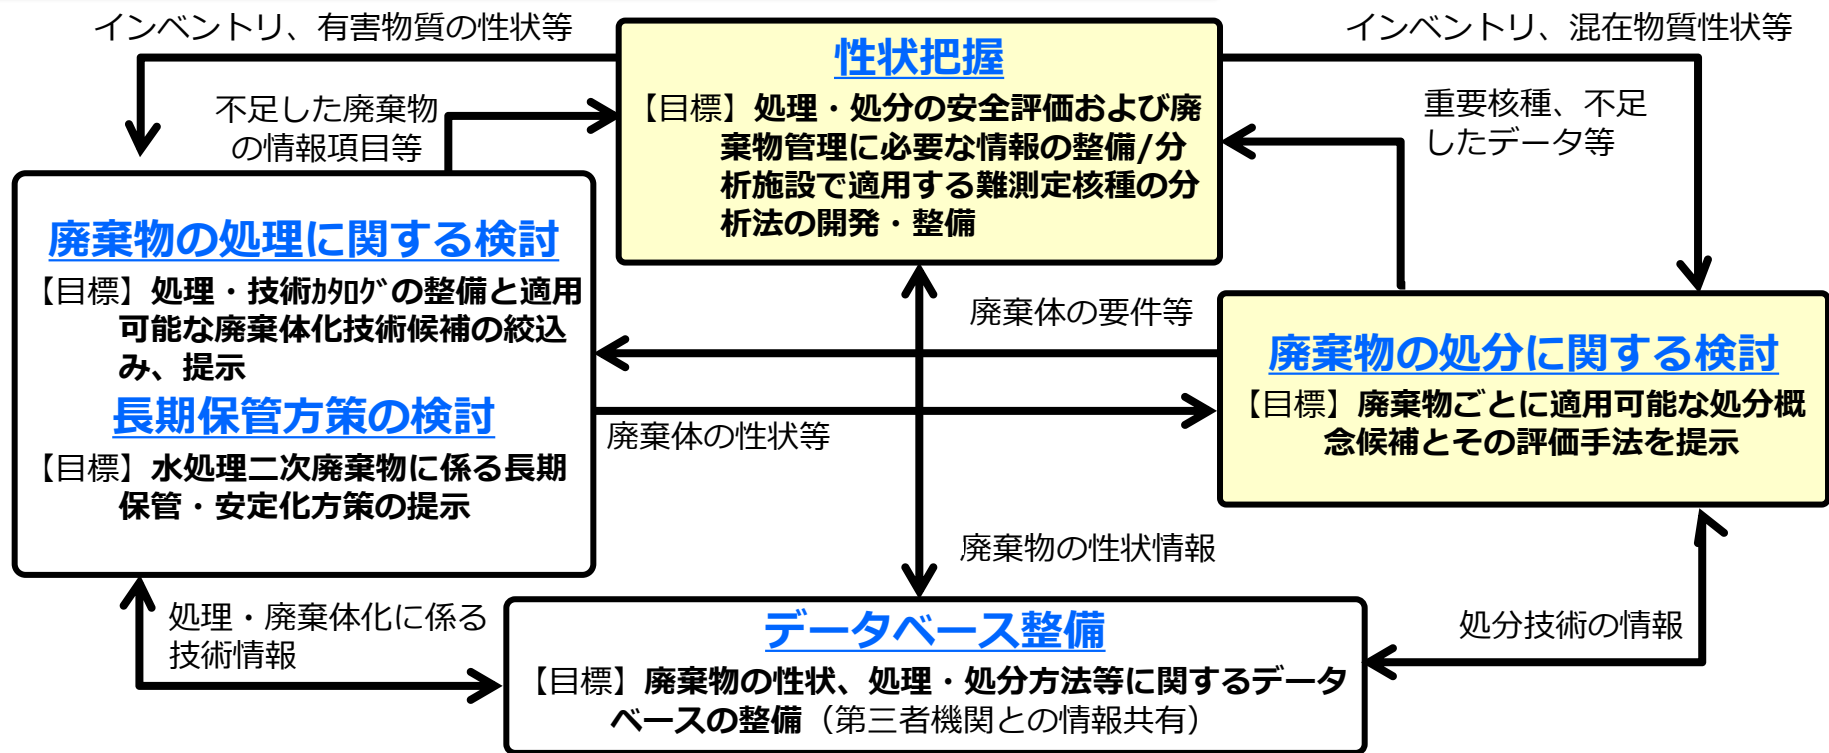 インベントリ、有害物質の性状等
インベントリ、混在物質性状等
性状把握
【目標】処理・処分の安全評価および廃
棄物管理に必要な情報の整備/分
析施設で適用する難測定核種の分
析法の開発・整備
不足した廃棄物
の情報項目等
重要核種、不足
したデータ等
廃棄物の処理に関する検討
【目標】処理・技術ｶﾀﾛｸﾞの整備と適用
可能な廃棄体化技術候補の絞込
み、提示
長期保管方策の検討
【目標】水処理二次廃棄物に係る長期
保管・安定化方策の提示
廃棄体の要件等
廃棄体の性状等
廃棄物の処分に関する検討
【目標】廃棄物ごとに適用可能な処分概
念候補とその評価手法を提示
廃棄物の性状情報
処理・廃棄体化に係る
技術情報
処分技術の情報
データベース整備
【目標】廃棄物の性状、処理・処分方法等に関するデータ
ベースの整備（第三者機関との情報共有）